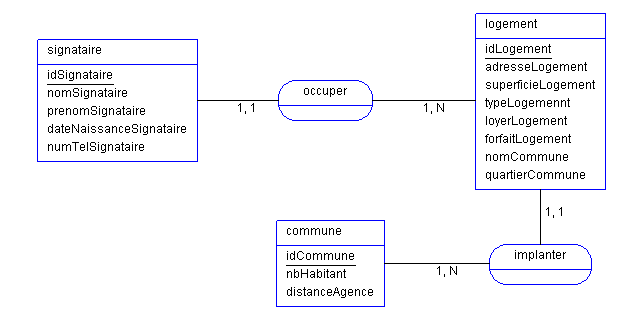 signataire
idSignataire
nomSignataire
prenomSignataire
dateNaissanceSignataire
numTelSignataire
1, 1
occuper
1, N
logement
idLogement
adresseLogement
superficieLogement
typeLogemennt
loyerLogement
forfaitLogement
nomCommune
quartierCommune
1, 1
implanter
1, N
commune
idCommune
nbHabitant
distanceAgence